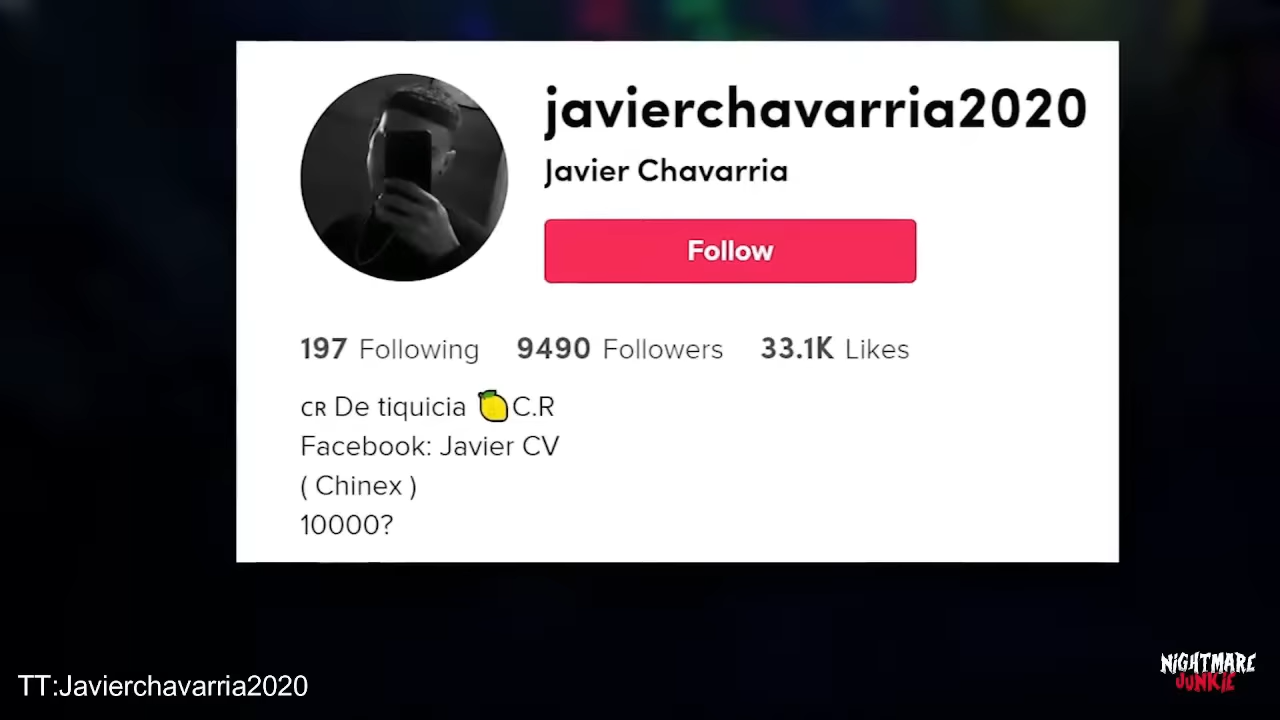 javierchavarria2020
Javier Chavarria
Follow
197 Following 9490 Followers 33.1K Likes
CR De tiquicia 🍋C.R
Facebook: Javier CV
( Chinex )
10000?
TT:Javierchavarria2020
NIGHTMARE
JUNKIE